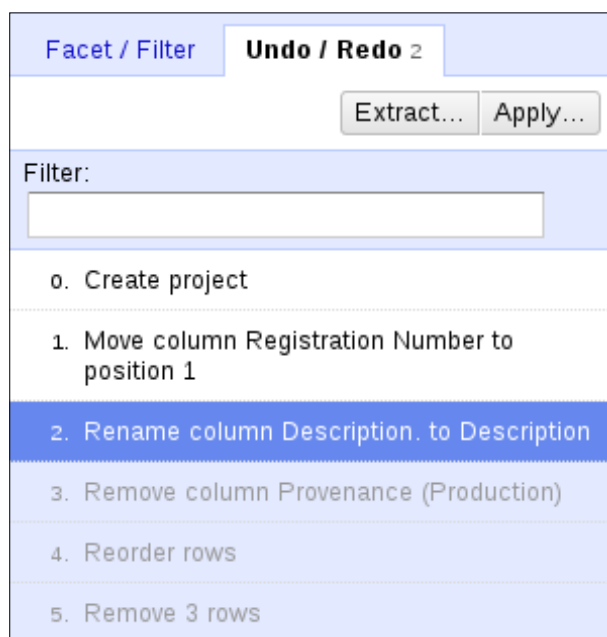 Facet / Filter Undo / Redo 2
Extract... Apply...
Filter:
0. Create project
1. Move column Registration Number to
position 1
2. Rename column Description. to Description
3. Remove column Provenance (Production)
4. Reorder rows
5. Remove 3 rows